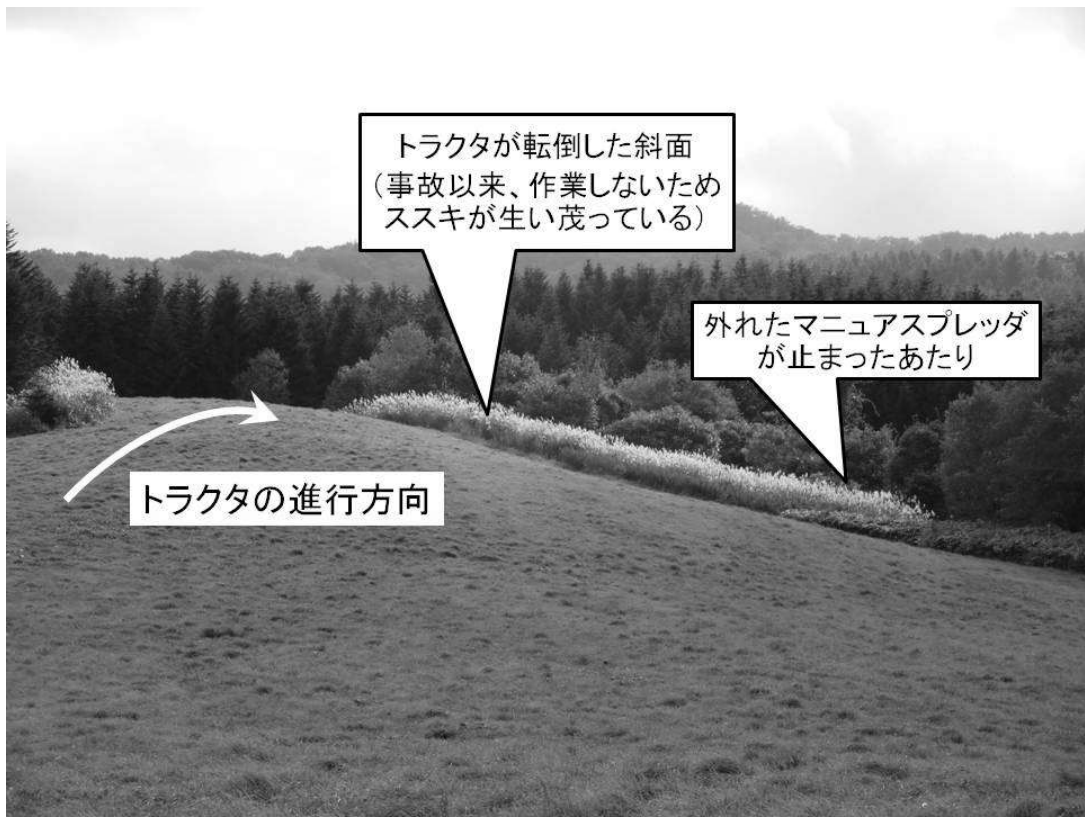 トラクタが転倒した斜面
（事故以来、作業しないため
ススキが生い茂っている）
外れたマニュアスプレッダ
が止まったあたり
トラクタの進行方向